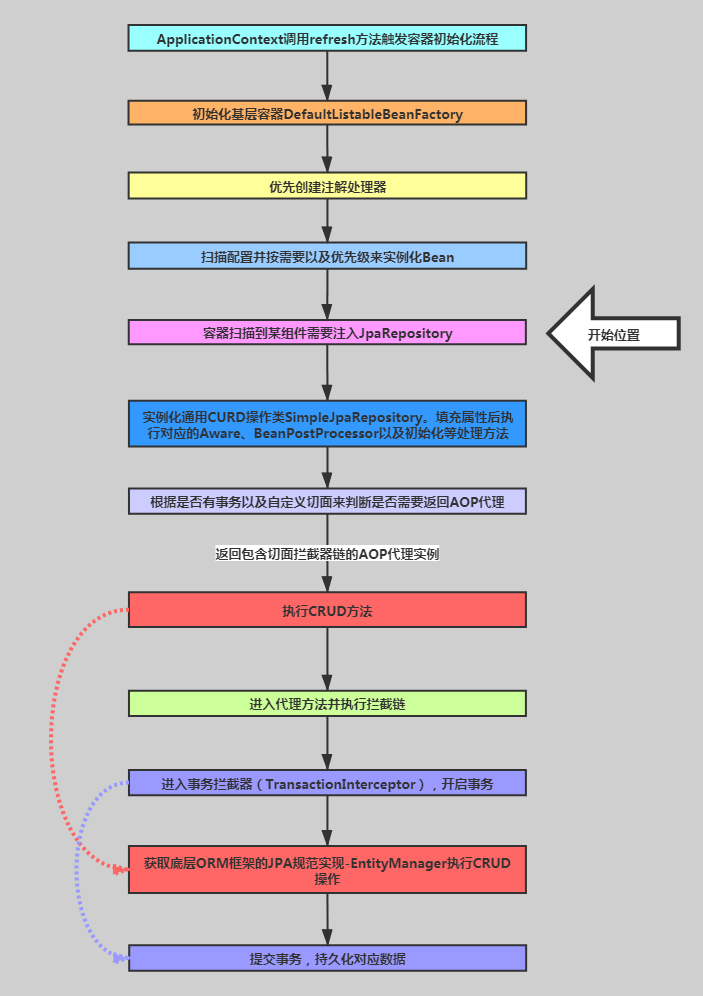 ApplicationContext调用refresh方法触发容器初始化流程
初始化基层容器DefaultListableBeanFactory
优先创建注解处理器
扫描配置并按需要以及优先级来实例化Bean
容器扫描到某组件需要注入JpaRepository
开始位置
实例化通用CURD操作类SimpleJpaRepository。填充属性后执
行对应的Aware、BeanPostProcessor以及初始化等处理方法
根据是否有事务以及自定义切面来判断是否需要返回AOP代理
返回包含切面拦截器链的AOP代理实例
执行CRUD方法
进入代理方法并执行拦截链
进入事务拦截器（TransactionInterceptor），开启事务
获取底层ORM框架的JPA规范实现-EntityManager执行CRUD
操作
提交事务，持久化对应数据